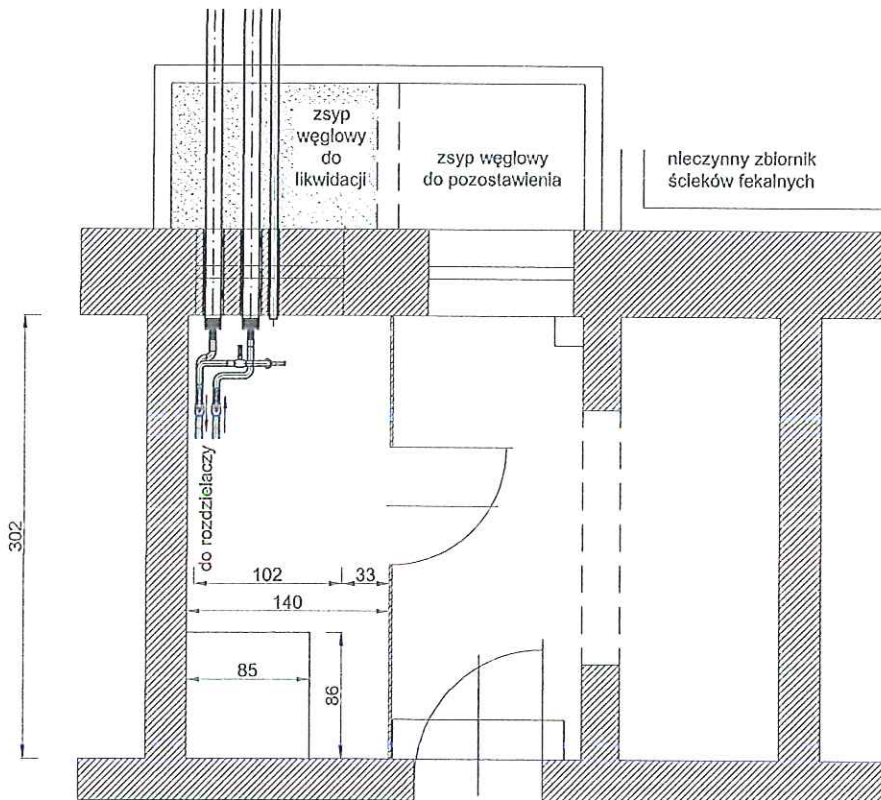 zsyp
węglowy
do
likwidacji
zsyp węglowy
do pozostawienia
nieczynny zbiornik
ścieków fekalnych
do rozdzielaczy
302
102
33
140
85
86